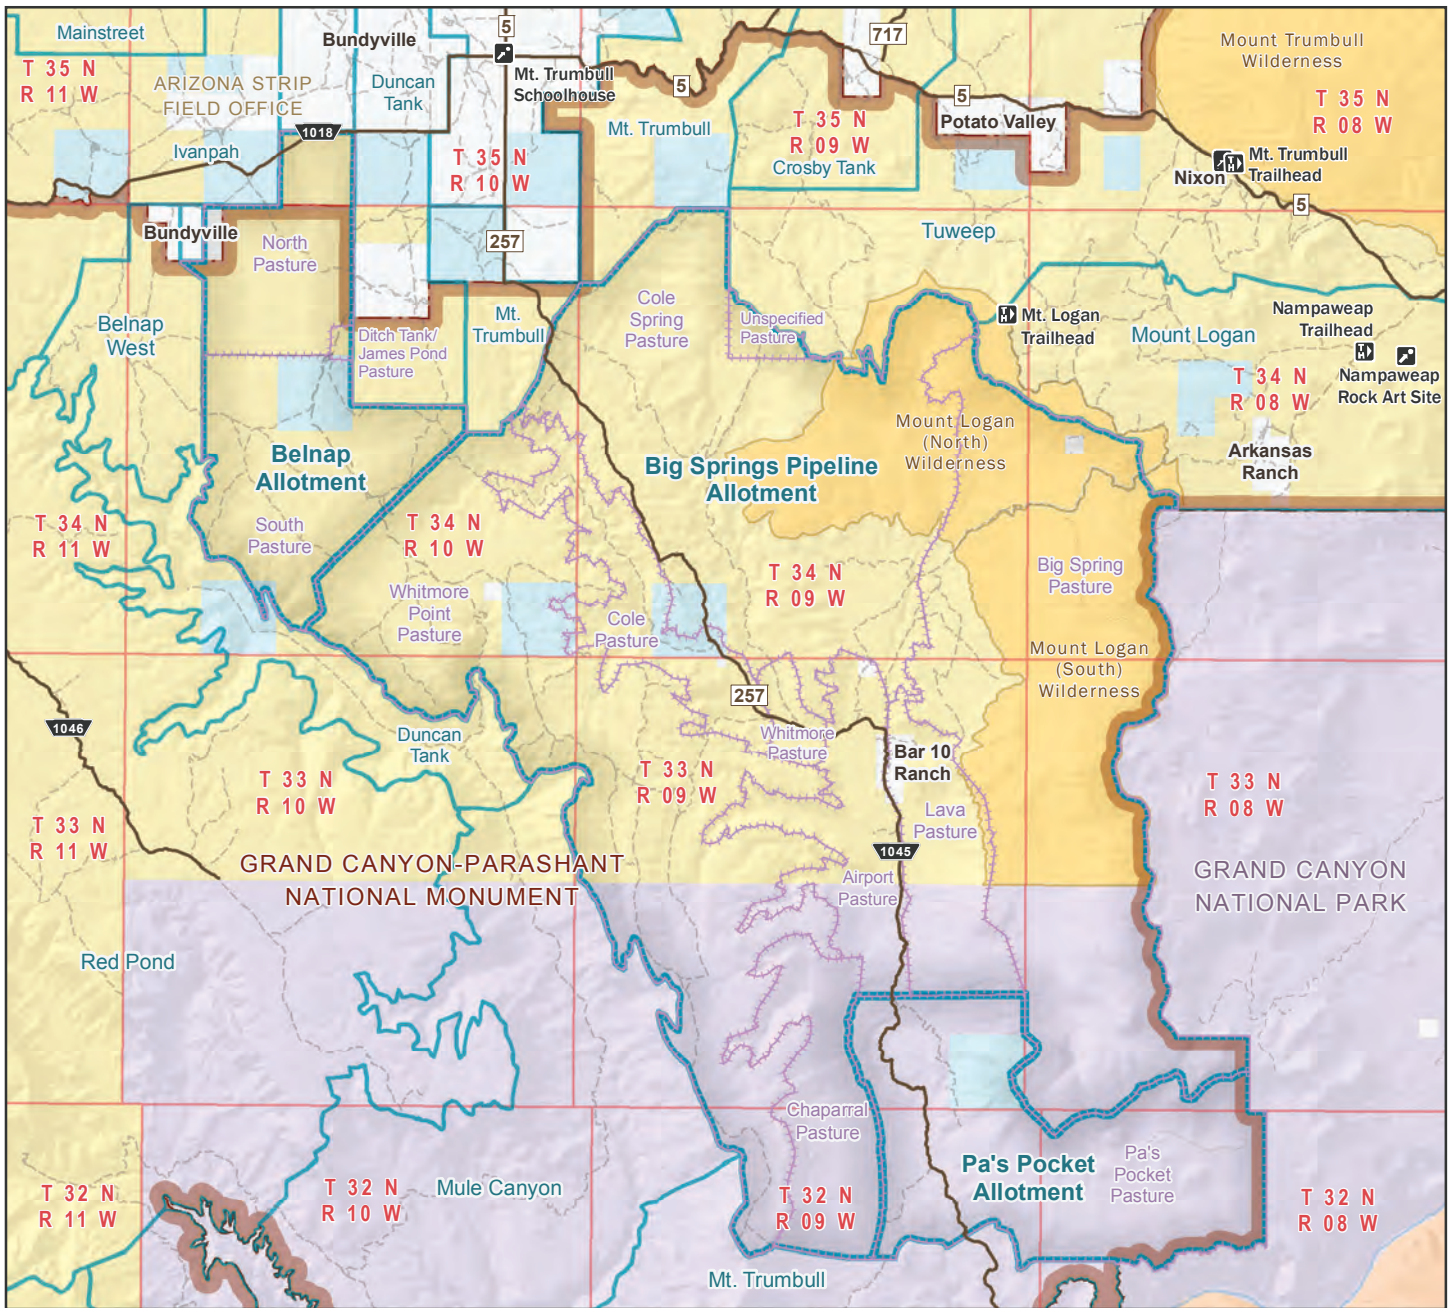 Mainstreet
Bundyville
5
717
Mount Trumbull
Wilderness
T 35 N
R 11 W
ARIZONA STRIP
FIELD OFFICE
Duncan
Tank
Mt. Trumbull
Schoolhouse
5
5
T 35 N
R 08 W
1018
Mt. Trumbull
T 35 N
R 09 W
Potato Valley
Ivanpah
T 35 N
R 10 W
Crosby Tank
Nixon
TH
Mt. Trumbull
Trailhead
5
Bundyville
North
Pasture
257
Tuweep
Belnap
West
Mt.
Trumbull
Cole
Spring
Pasture
Unspecified
Pasture
TH
Mt. Logan
Trailhead
Mount Logan
Nampaweap
Trailhead
TH
Ditch Tank/
James Pond
Pasture
Nampaweap
Rock Art Site
T 34 N
R 08 W
Mount Logan
(North)
Wilderness
Arkansas
Ranch
Belnap
Allotment
Big Springs Pipeline
Allotment
T 34 N
R 11 W
South
Pasture
T 34 N
R 10 W
T 34 N
R 09 W
Big Spring
Pasture
Whitmore
Point
Pasture
Cole
Pasture
Mount Logan
(South)
Wilderness
257
1046
Duncan
Tank
Whitmore
Pasture
Bar 10
Ranch
T 33 N
R 10 W
T 33 N
R 09 W
T 33 N
R 08 W
T 33 N
R 11 W
Lava
Pasture
1045
GRAND CANYON-PARASHANT
NATIONAL MONUMENT
Airport
Pasture
GRAND CANYON
NATIONAL PARK
Red Pond
Chaparral
Pasture
Pa's Pocket
Allotment
Pa's
Pocket
Pasture
T 32 N
R 11 W
T 32 N
R 10 W
Mule Canyon
T 32 N
R 09 W
T 32 N
R 08 W
Mt. Trumbull